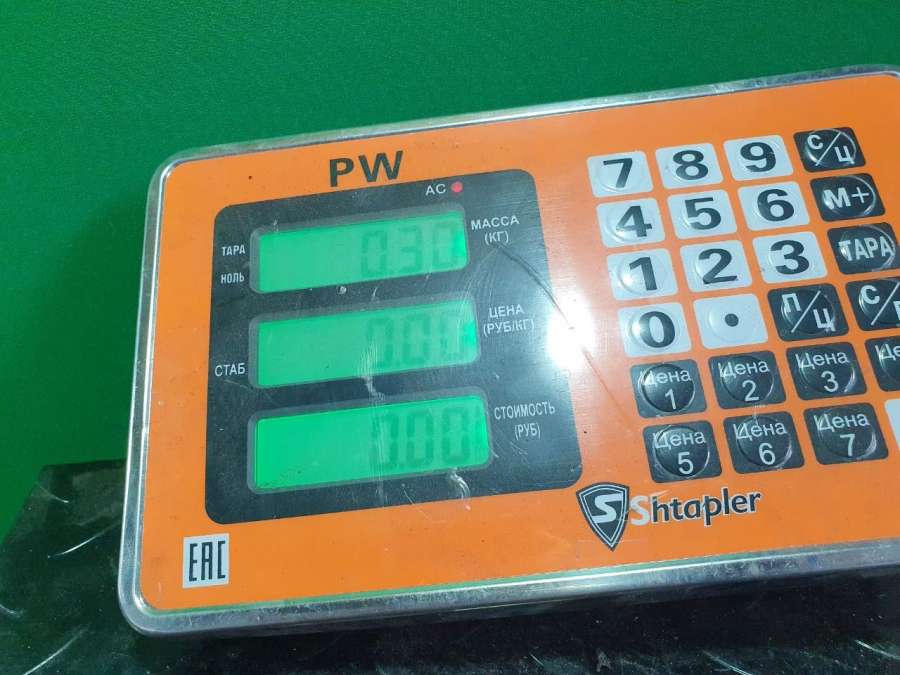 PW
AC
ТАРА
НОЛЬ
0.30
МАССА
(КГ)
СТАБ
0.00
ЦЕНА
(РУБ/КГ)
0.00
СТОИМОСТЬ
(РУБ)
7 8 9 С/Ц
4 5 6 М+
1 2 3 ТАРА
0 . П/Ц С/
Цена 1 Цена 2 Цена 3
Цена 5 Цена 6 Цена 7
S Shtapler
EAC